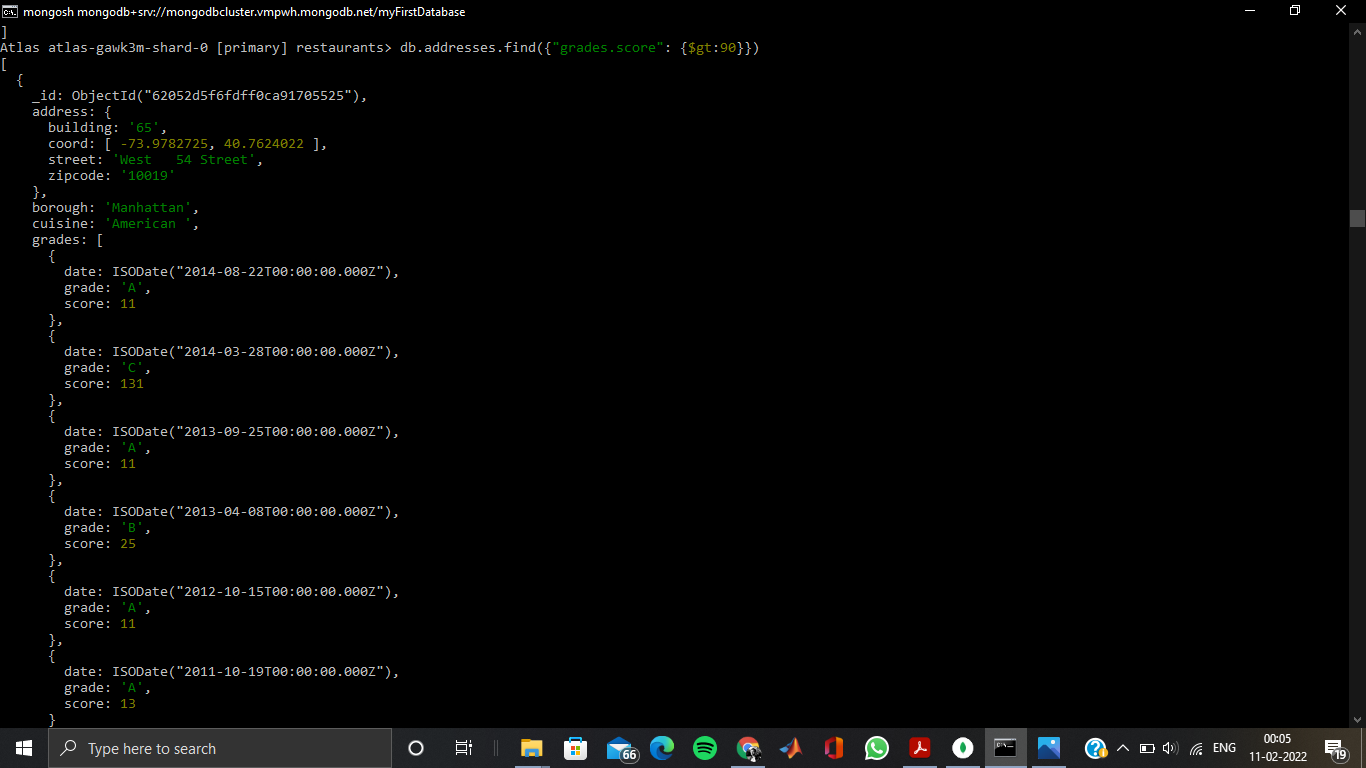 mongosh mongodb+srv://mongodbcluster.vmpwh.mongodb.net/myFirstDatabase
]
Atlas atlas-gawk3m-shard-0 [primary] restaurants> db.addresses.find({"grades.score": {$gt:90}})
[
  {
    _id: ObjectId("62052d5f6fdff0ca91705525"),
    address: {
      building: '65',
      coord: [ -73.9782725, 40.7624022 ],
      street: 'West   54 Street',
      zipcode: '10019'
    },
    borough: 'Manhattan',
    cuisine: 'American ',
    grades: [
      {
        date: ISODate("2014-08-22T00:00:00.000Z"),
        grade: 'A',
        score: 11
      },
      {
        date: ISODate("2014-03-28T00:00:00.000Z"),
        grade: 'C',
        score: 131
      },
      {
        date: ISODate("2013-09-25T00:00:00.000Z"),
        grade: 'A',
        score: 11
      },
      {
        date: ISODate("2013-04-08T00:00:00.000Z"),
        grade: 'B',
        score: 25
      },
      {
        date: ISODate("2012-10-15T00:00:00.000Z"),
        grade: 'A',
        score: 11
      },
      {
        date: ISODate("2011-10-19T00:00:00.000Z"),
        grade: 'A',
        score: 13
      }
Type here to search
66
ENG
00:05
11-02-2022
19